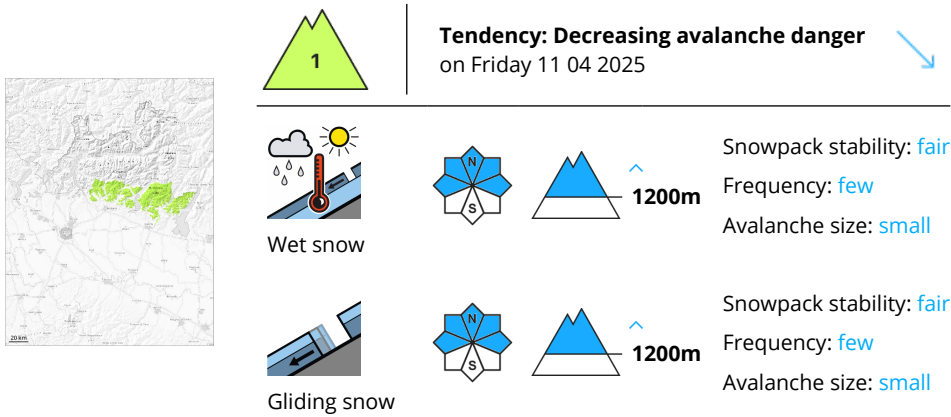 1
Tendency: Decreasing avalanche danger
on Friday 11 04 2025
20 km
N
S
1200m
Snowpack stability: fair
Frequency: few
Avalanche size: small
Wet snow
N
S
1200m
Snowpack stability: fair
Frequency: few
Avalanche size: small
Gliding snow